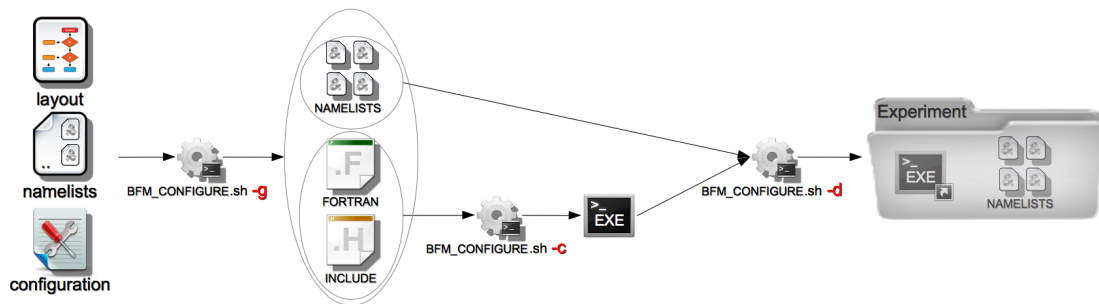 layout
namelists
configuration
BFM_CONFIGURE.sh -g
NAMELISTS
.F
FORTRAN
.H
INCLUDE
BFM_CONFIGURE.sh -c
>_
EXE
BFM_CONFIGURE.sh -d
Experiment
>_
EXE
NAMELISTS